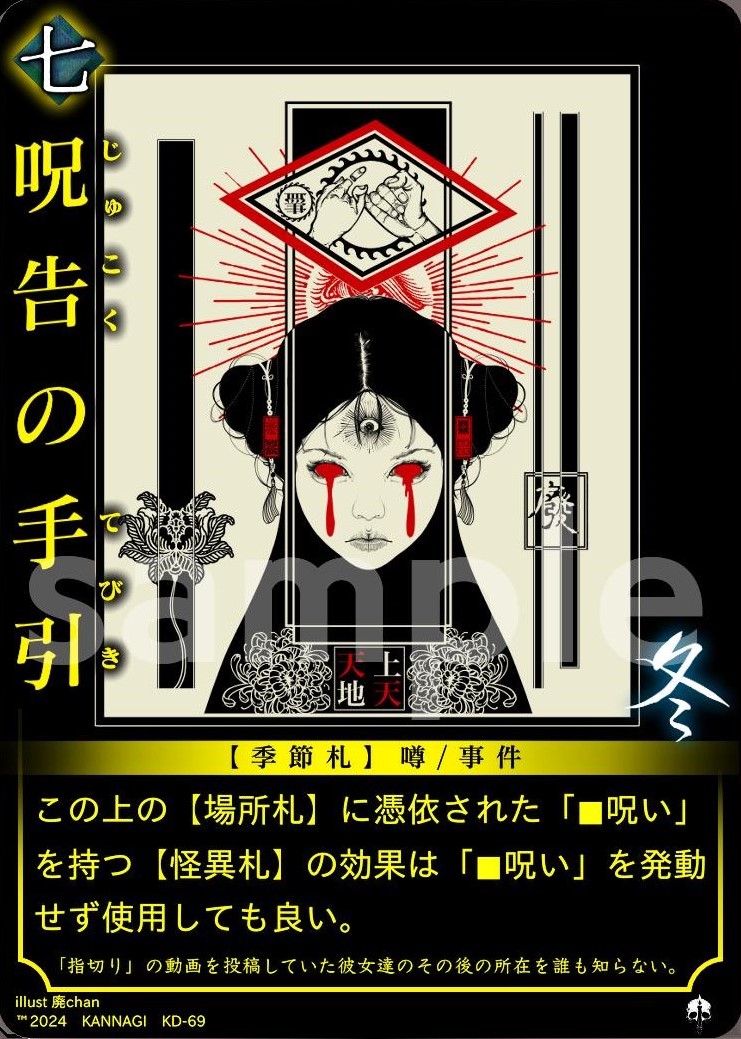 七
呪告の手引
じゅこく
てびき
廢
天上
地天
冬
sample
【季節札】 噂/事件
この上の【場所札】に憑依された「■呪い」
を持つ【怪異札】の効果は「■呪い」を発動
せず使用しても良い。
「指切り」の動画を投稿していた彼女達のその後の所在を誰も知らない。
illust 廃chan
™2024 KANNAGI KD-69